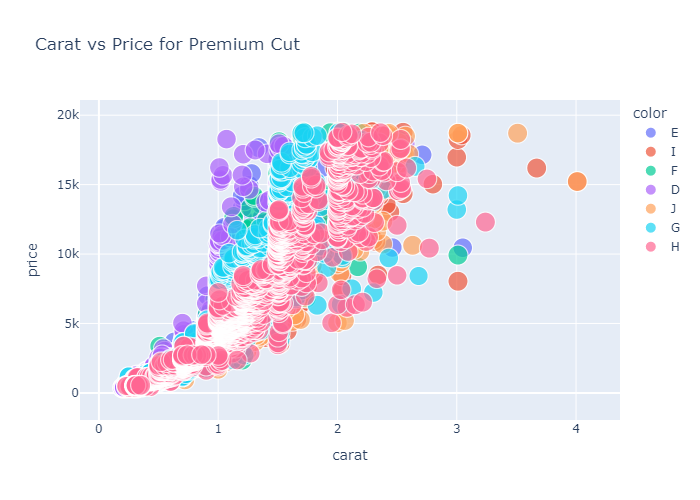 Carat vs Price for Premium Cut
20k
15k
10k
5k
0
price
0 1 2 3 4
carat
color
E
I
F
D
J
G
H